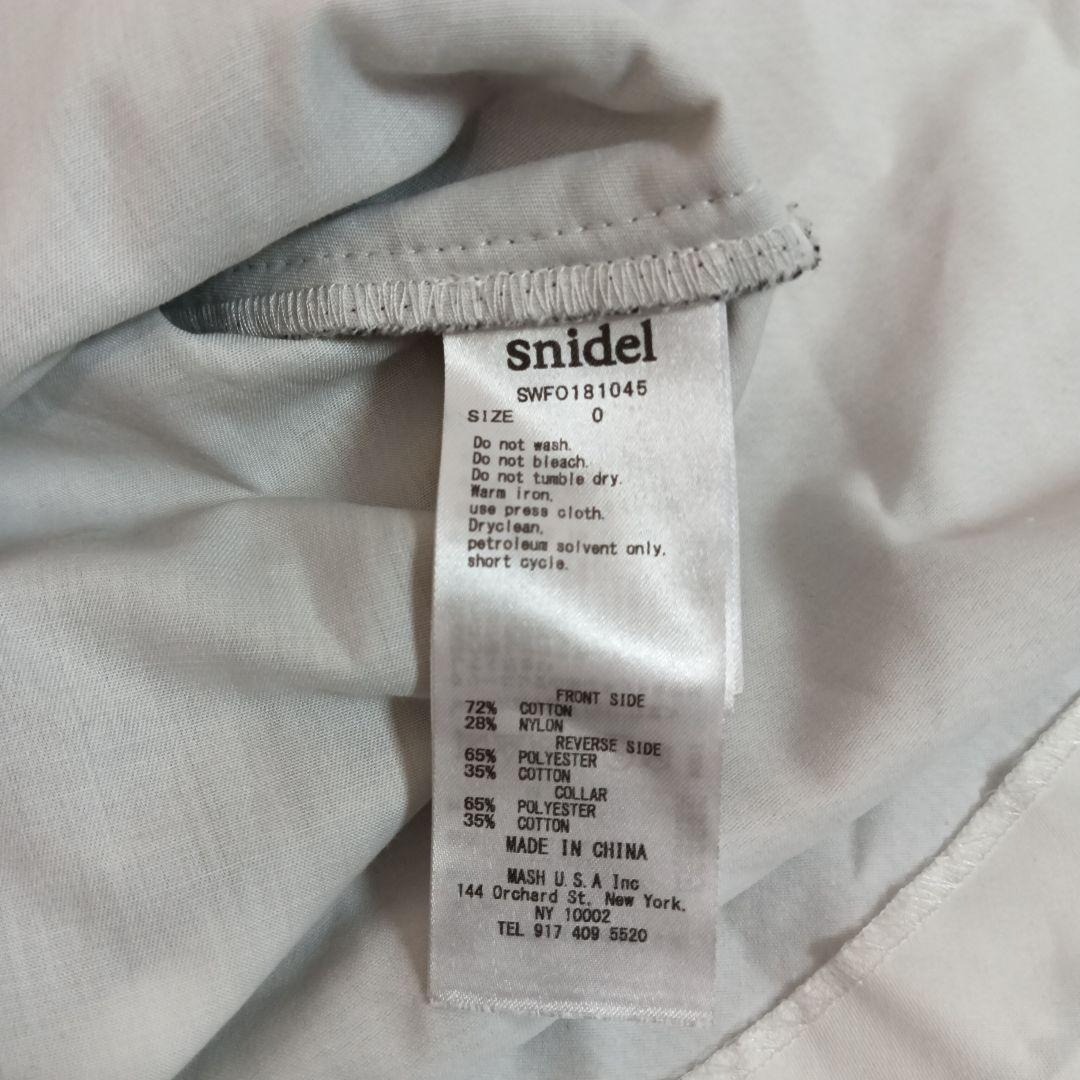 snidel
SWFO181045
SIZE 0
Do not wash.
Do not bleach.
Do not tumble dry.
Warm iron.
use press cloth.
Dryclean.
petroleum solvent only.
short cycle.
FRONT SIDE
72% COTTON
28% NYLON
REVERSE SIDE
65% POLYESTER
35% COTTON
COLLAR
65% POLYESTER
35% COTTON
MADE IN CHINA
MASH U.S.A Inc
144 Orchard St. New York.
NY 10002
TEL 917 409 5520